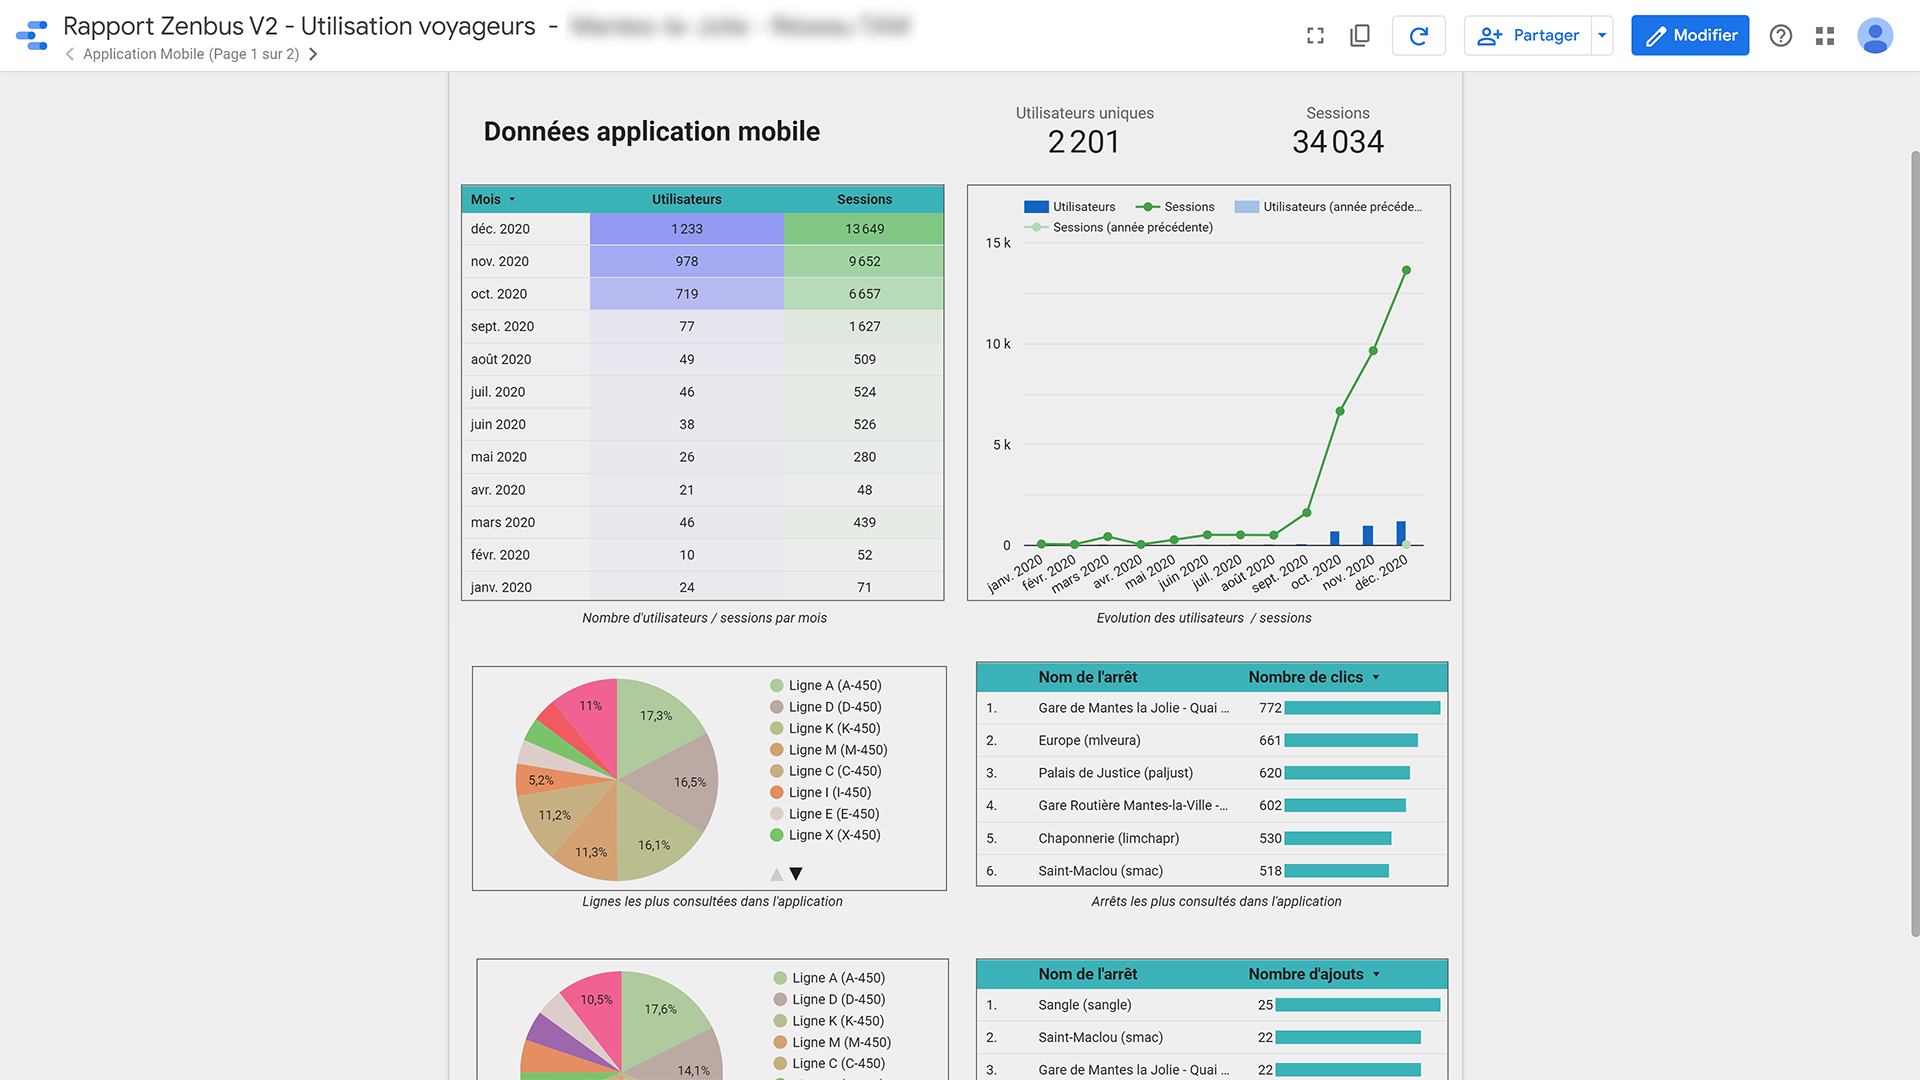 Rapport Zenbus V2 - Utilisation voyageurs -
Application Mobile (Page 1 sur 2)
Partager
Modifier
Données application mobile
Utilisateurs uniques
2 201
Sessions
34 034
Mois Utilisateurs Sessions
déc. 2020 1 233 13 649
nov. 2020 978 9 652
oct. 2020 719 6 657
sept. 2020 77 1 627
août 2020 49 509
juil. 2020 46 524
juin 2020 38 526
mai 2020 26 280
avr. 2020 21 48
mars 2020 46 439
févr. 2020 10 52
janv. 2020 24 71
Nombre d'utilisateurs / sessions par mois
Utilisateurs Sessions Utilisateurs (année précéde...
Sessions (année précédente)
15 k
10 k
5 k
0
janv. 2020 févr. 2020 mars 2020 avr. 2020 mai 2020 juin 2020 juil. 2020 août 2020 sept. 2020 oct. 2020 nov. 2020 déc. 2020
Evolution des utilisateurs / sessions
11%
17,3%
16,5%
5,2%
11,2%
11,3%
16,1%
Ligne A (A-450)
Ligne D (D-450)
Ligne K (K-450)
Ligne M (M-450)
Ligne C (C-450)
Ligne I (I-450)
Ligne E (E-450)
Ligne X (X-450)
Lignes les plus consultées dans l'application
Nom de l'arrêt Nombre de clics
1. Gare de Mantes la Jolie - Quai ... 772
2. Europe (mlveura) 661
3. Palais de Justice (paljust) 620
4. Gare Routière Mantes-la-Ville -... 602
5. Chaponnerie (limchapr) 530
6. Saint-Maclou (smac) 518
Arrêts les plus consultés dans l'application
10,5%
17,6%
14,1%
Ligne A (A-450)
Ligne D (D-450)
Ligne K (K-450)
Ligne M (M-450)
Ligne C (C-450)
Nom de l'arrêt Nombre d'ajouts
1. Sangle (sangle) 25
2. Saint-Maclou (smac) 22
3. Gare de Mantes la Jolie - Quai ... 22